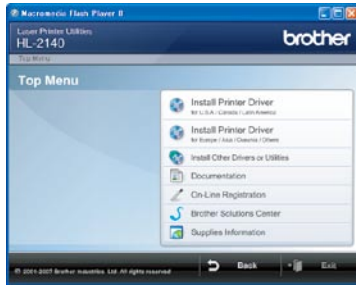 Macromedia Flash Player 8
Laser Printer Utilities
HL-2140
brother
Top Menu
Top Menu
Install Printer Driver
for U.S.A / Canada / Latin America
Install Printer Driver
for Europe / Asia / Oceania / Others
Install Other Drivers or Utilities
Documentation
On-Line Registration
Brother Solutions Center
Supplies Information
© 2001-2007 Brother Industries, Ltd. All rights reserved
Back
Exit